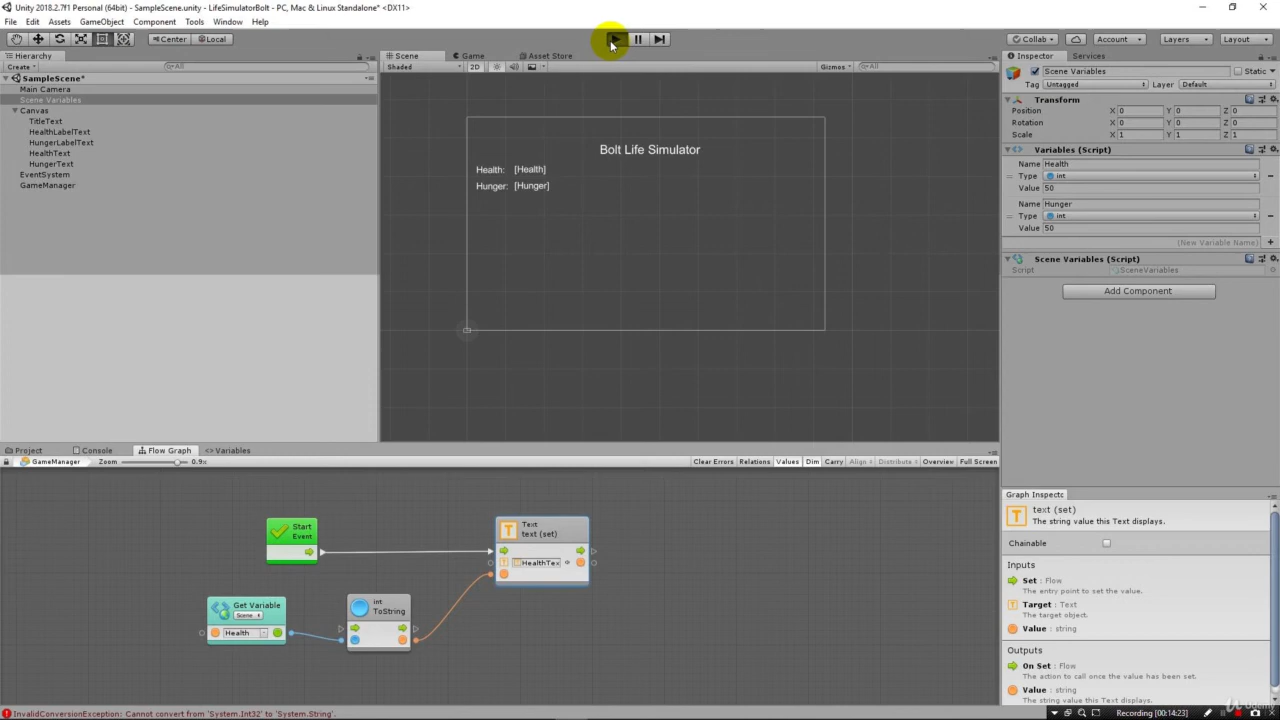 Unity 2018.2.7f1 Personal (64bit) - SampleScene.unity - LifeSimulatorBolt - PC, Mac & Linux Standalone* <DX11>
File Edit Assets GameObject Component Tools Window Help
Center Local Collab Account Layers Layout
Hierarchy
Create All
SampleScene*
Main Camera
Scene Variables
Canvas
TitleText
HealthLabelText
HungerLabelText
HealthText
HungerText
EventSystem
GameManager
Scene Game Asset Store
Shaded 2D Gizmos All
Bolt Life Simulator
Health: [Health]
Hunger: [Hunger]
Inspector Services
Scene Variables Static
Tag Untagged Layer Default
Transform
Position X 0 Y 0 Z 0
Rotation X 0 Y 0 Z 0
Scale X 1 Y 1 Z 1
Variables (Script)
Name Health
Type int
Value 50
Name Hunger
Type int
Value 50
(New Variable Name)
Scene Variables (Script)
Script SceneVariables
Add Component
Project Console Flow Graph Variables
GameManager Zoom 0.9x Clear Errors Relations Values Dim Carry Align Distribute Overview Full Screen
Start
Event
Text
text (set)
HealthTex
Get Variable
Scene
Health
int
ToString
Graph Inspectc
text (set)
The string value this Text displays.
Chainable
Inputs
Set : Flow
The entry point to set the value.
Target : Text
The target object.
Value : string
Outputs
On Set : Flow
The action to call once the value has been set.
Value : string
The string value this Text displays.
InvalidConversionException: Cannot convert from 'System.Int32' to 'System.String'.
Recording [00:14:23]
Udemy